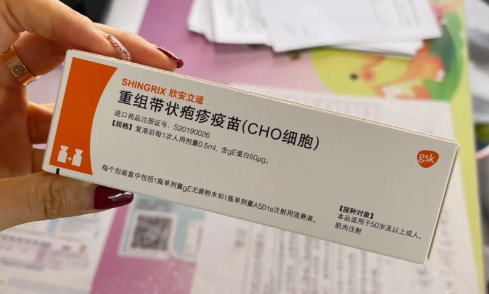 SHINGRIX 欣安立适
重组带状疱疹疫苗(CHO细胞)
进口药品注册证号：S20190026
【规格】复溶后每1次人用剂量0.5ml，含gE蛋白50μg。
gsk
每个包装盒中包括1瓶单剂量gE无菌粉末和1瓶单剂量AS01B注射用混悬液。
【接种对象】
本品适用于50岁及以上成人。
肌肉注射